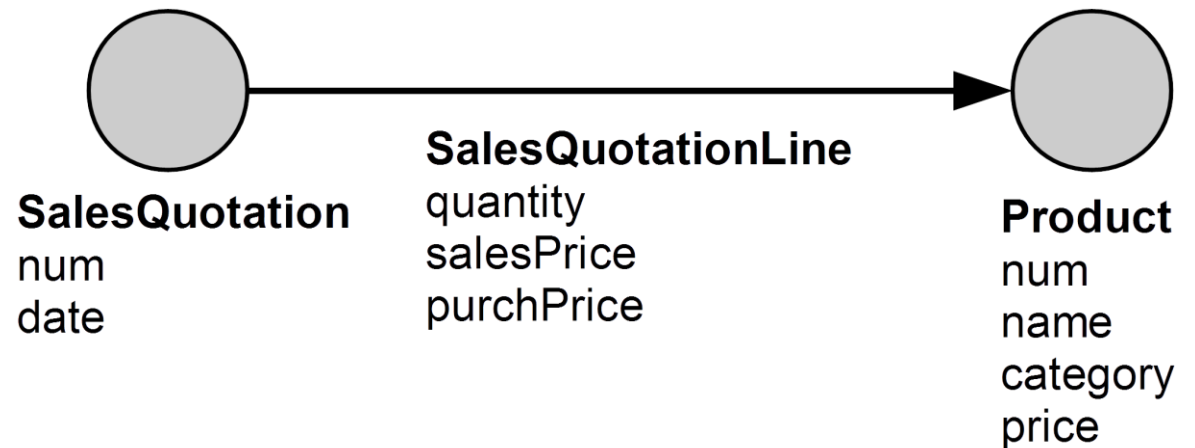 SalesQuotation
num
date
SalesQuotationLine
quantity
salesPrice
purchPrice
Product
num
name
category
price